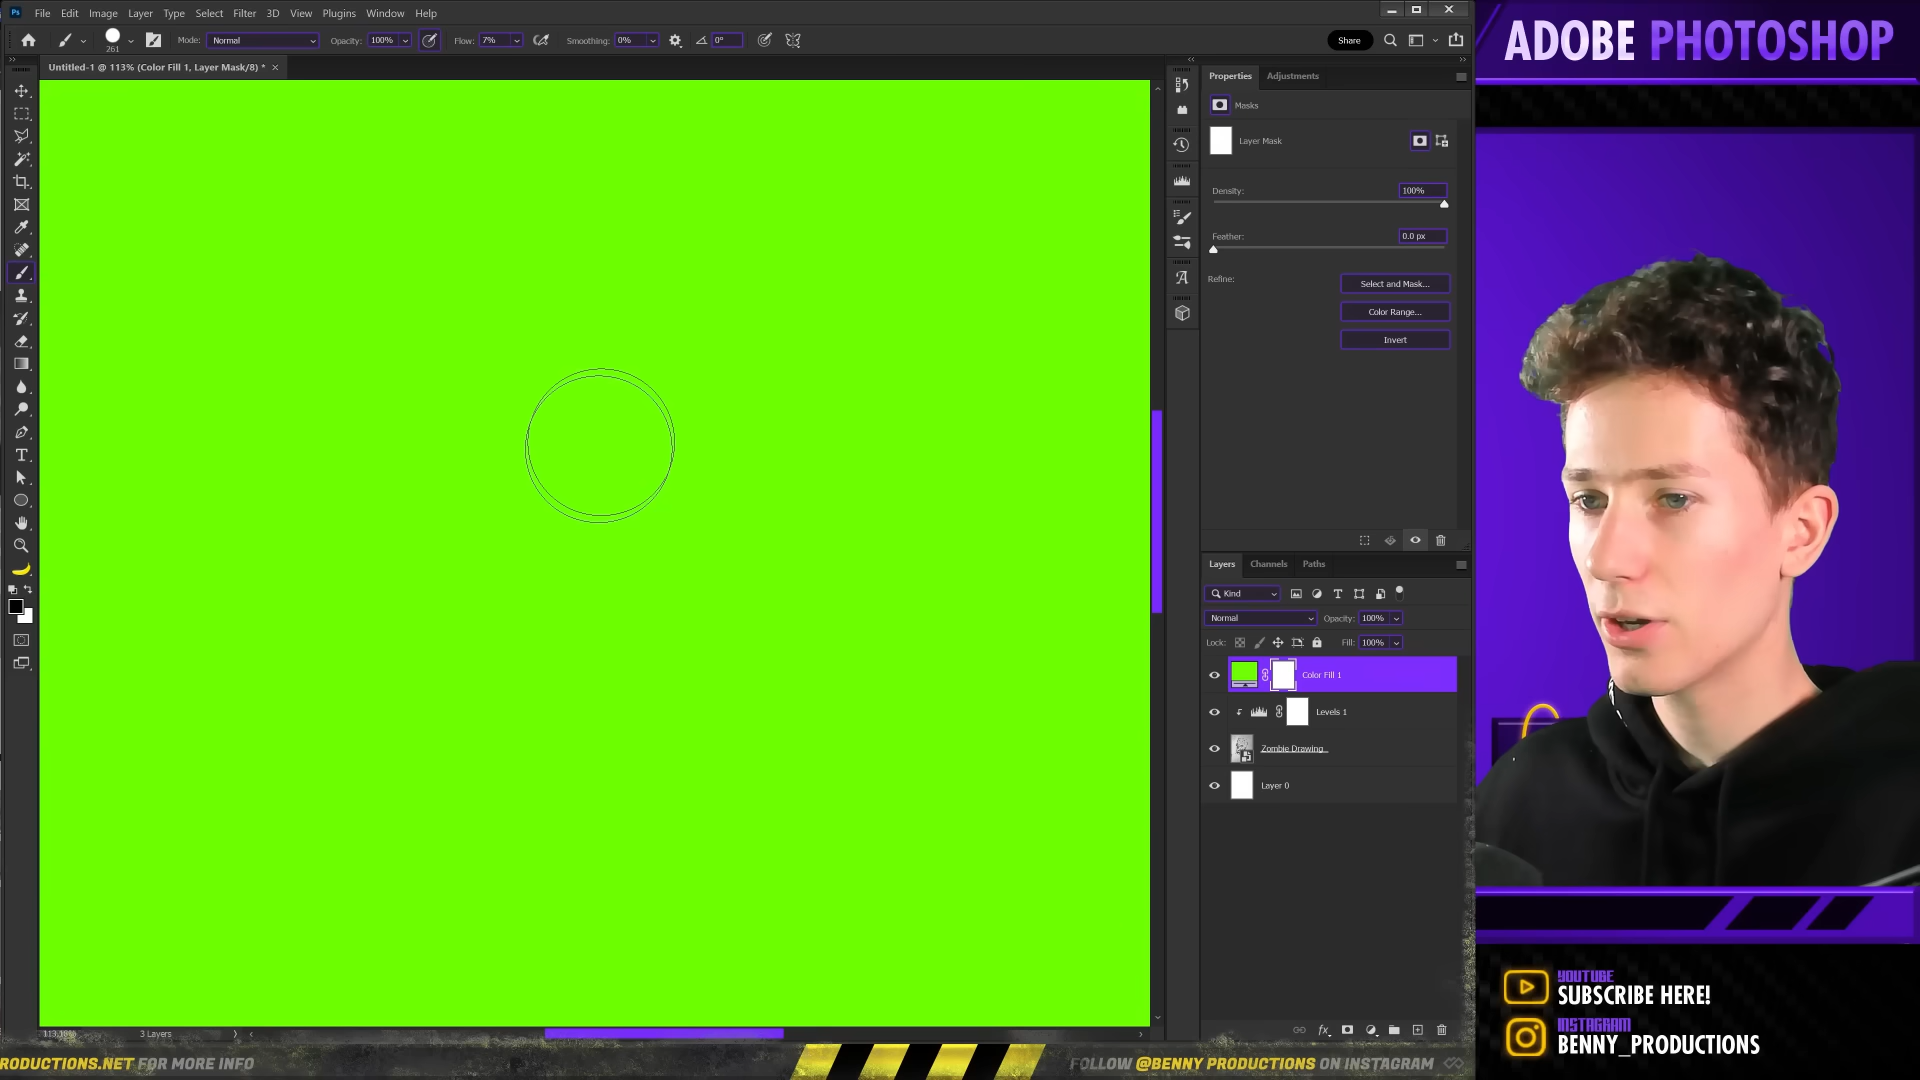 Ps File Edit Image Layer Type Select Filter 3D View Plugins Window Help
261 Mode: Normal Opacity: 100% Flow: 7% Smoothing: 0% 0° Share
Untitled-1 @ 113% (Color Fill 1, Layer Mask/8) *
Properties Adjustments
Masks
Layer Mask
Density: 100%
Feather: 0.0 px
Refine: Select and Mask...
Color Range...
Invert
Layers Channels Paths
Kind
Normal Opacity: 100%
Lock: Fill: 100%
Color Fill 1
Levels 1
Zombie Drawing
Layer 0
3 Layers
RODUCTIONS.NET FOR MORE INFO
FOLLOW @BENNY PRODUCTIONS ON INSTAGRAM
ADOBE PHOTOSHOP
YOUTUBE
SUBSCRIBE HERE!
INSTAGRAM
BENNY_PRODUCTIONS